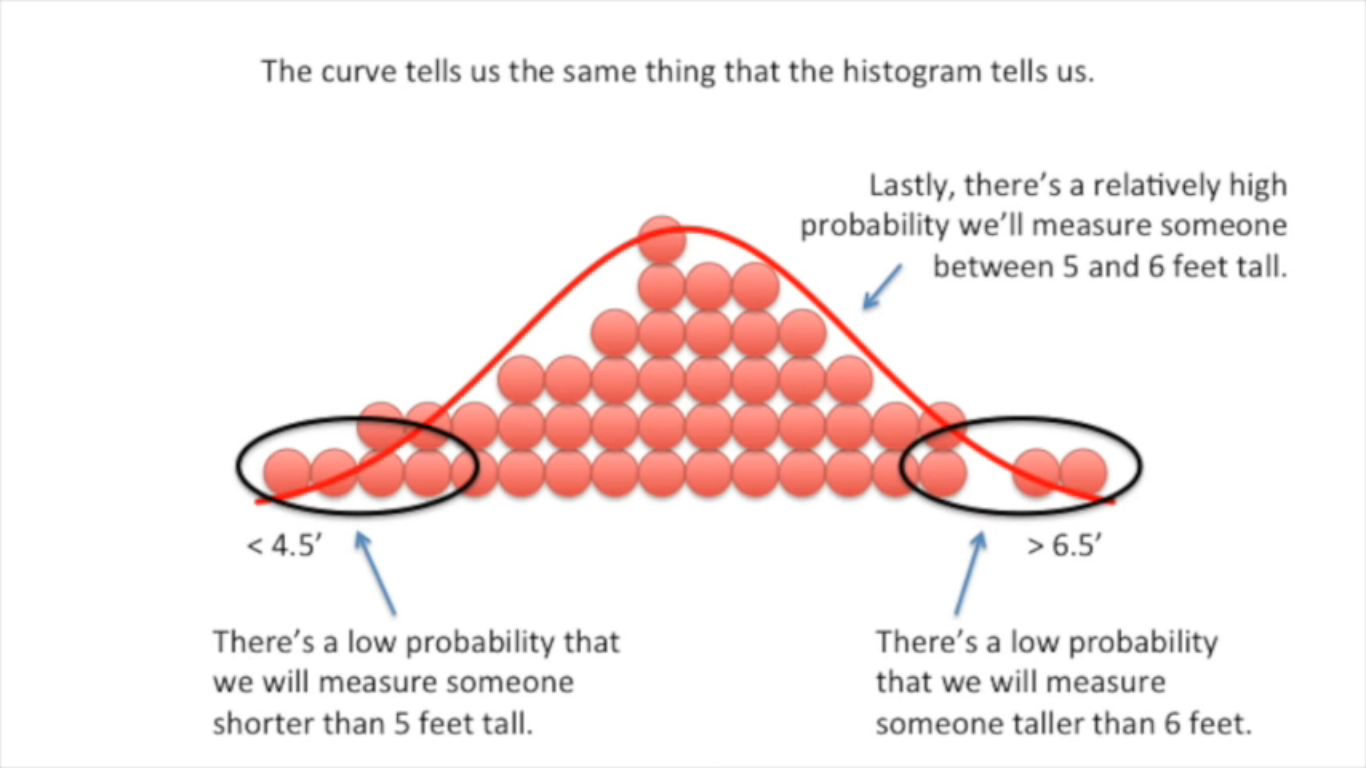 The curve tells us the same thing that the histogram tells us.
Lastly, there’s a relatively high
probability we’ll measure someone
between 5 and 6 feet tall.
< 4.5′
> 6.5′
There’s a low probability that
we will measure someone
shorter than 5 feet tall.
There’s a low probability
that we will measure
someone taller than 6 feet.